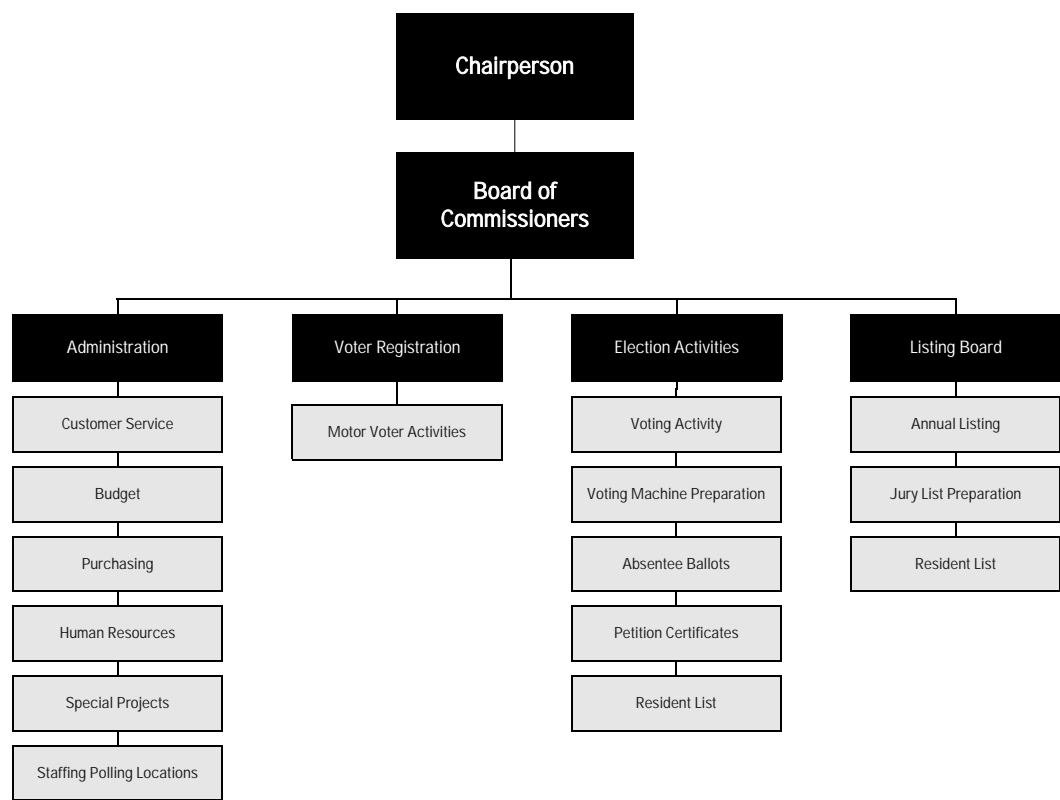 Chairperson
Board of
Commissioners
Administration
Customer Service
Budget
Purchasing
Human Resources
Special Projects
Staffing Polling Locations
Voter Registration
Motor Voter Activities
Election Activities
Voting Activity
Voting Machine Preparation
Absentee Ballots
Petition Certificates
Resident List
Listing Board
Annual Listing
Jury List Preparation
Resident List